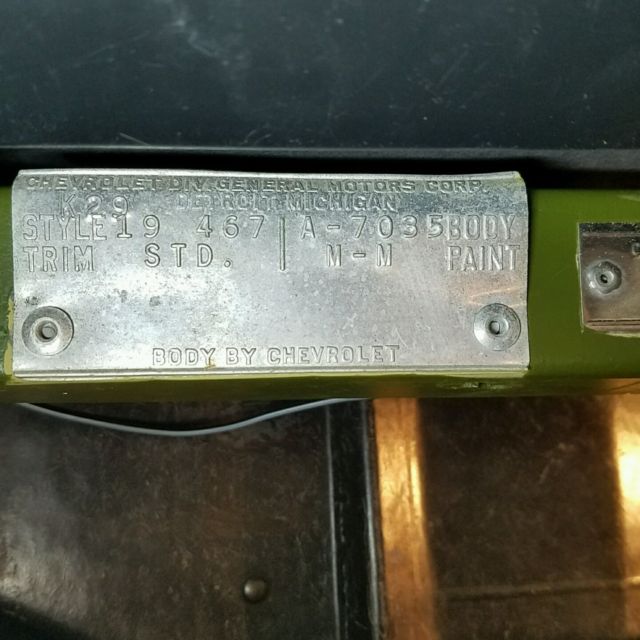 CHEVROLET DIV. GENERAL MOTORS CORP.
DETROIT, MICHIGAN
K29
STYLE 19 467 | A-7035 BODY
TRIM STD. | M-M PAINT
BODY BY CHEVROLET